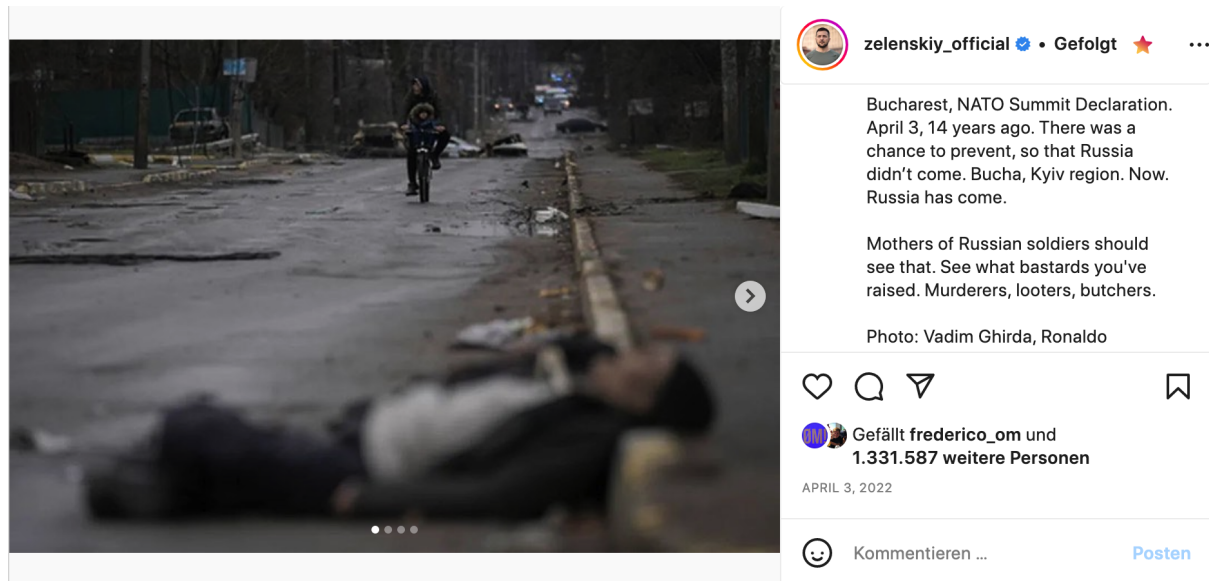 zelenskiy_official • Gefolgt
Bucharest, NATO Summit Declaration.
April 3, 14 years ago. There was a
chance to prevent, so that Russia
didn’t come. Bucha, Kyiv region. Now.
Russia has come.
Mothers of Russian soldiers should
see that. See what bastards you've
raised. Murderers, looters, butchers.
Photo: Vadim Ghirda, Ronaldo
ØM!
Gefällt frederico_om und
1.331.587 weitere Personen
APRIL 3, 2022
Kommentieren ...
Posten